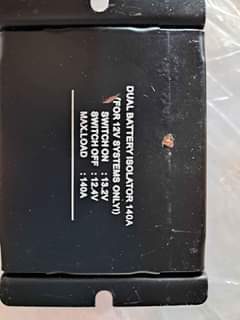 DUAL BATTERY ISOLATOR 140A
(FOR 12V SYSTEMS ONLY!)
SWITCH ON : 13.2V
SWITCH OFF : 12.4V
MAX.LOAD : 140A